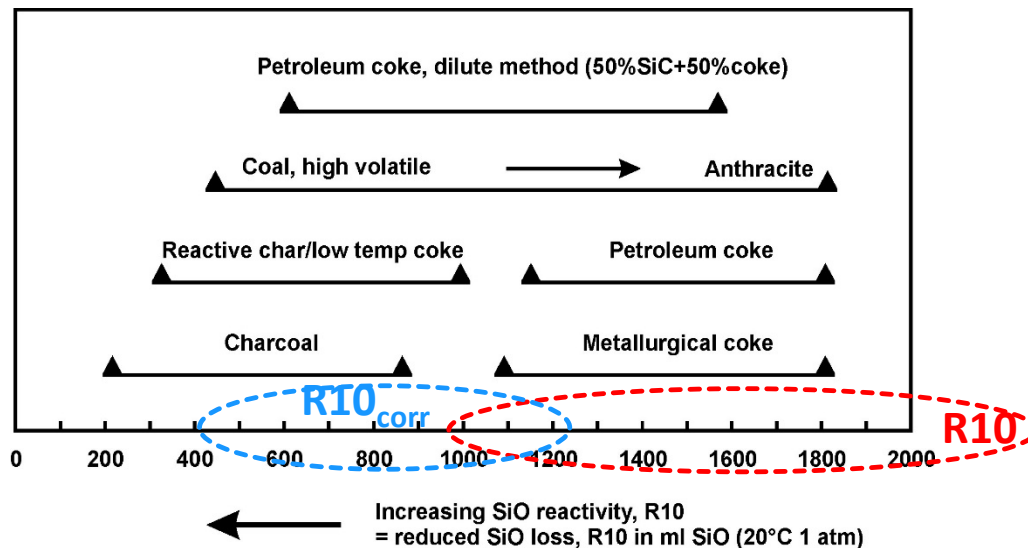 Petroleum coke, dilute method (50%SiC+50%coke)
Coal, high volatile Anthracite
Reactive char/low temp coke Petroleum coke
Charcoal Metallurgical coke
R10corr R10
0 200 400 600 800 1000 1200 1400 1600 1800 2000
Increasing SiO reactivity, R10
= reduced SiO loss, R10 in ml SiO (20°C 1 atm)